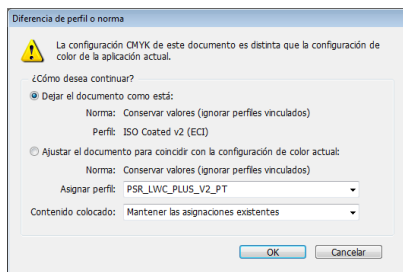 Diferencia de perfil o norma
La configuración CMYK de este documento es distinta que la configuración de
color de la aplicación actual.
¿Cómo desea continuar?
Dejar el documento como está:
Norma: Conservar valores (ignorar perfiles vinculados)
Perfil: ISO Coated v2 (ECI)
Ajustar el documento para coincidir con la configuración de color actual:
Norma: Conservar valores (ignorar perfiles vinculados)
Asignar perfil: PSR_LWC_PLUS_V2_PT
Contenido colocado: Mantener las asignaciones existentes
OK Cancelar